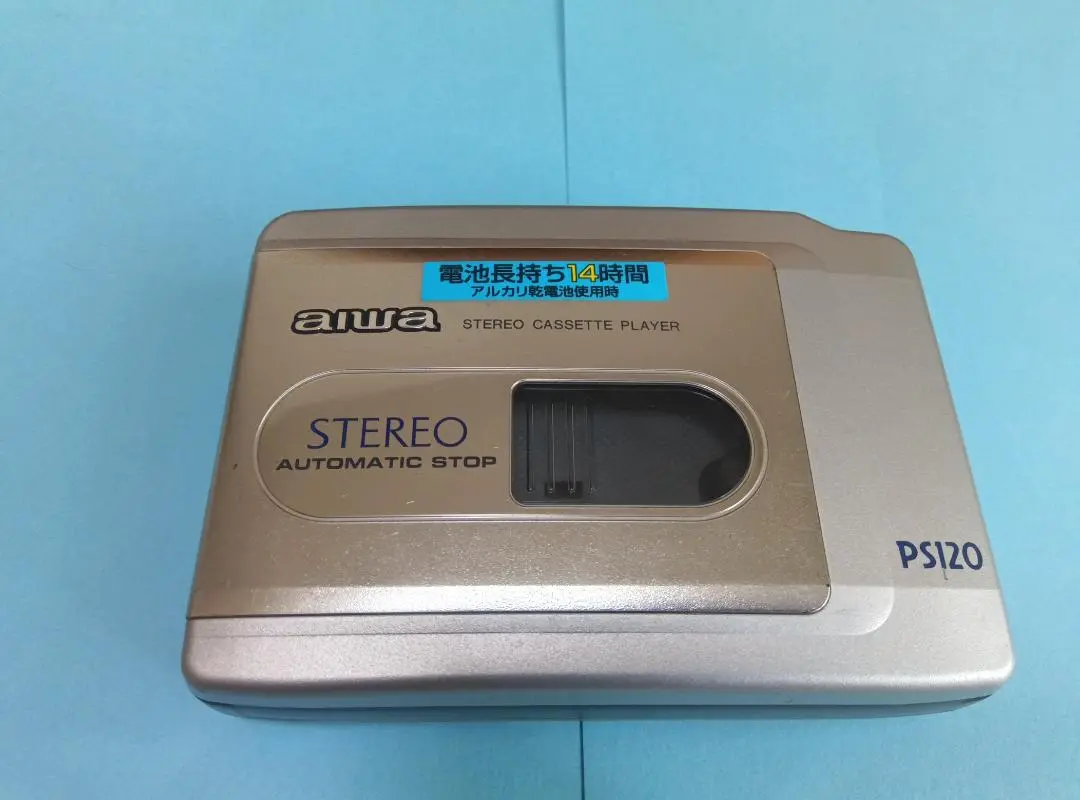 電池長持ち14時間
アルカリ乾電池使用時
aiwa STEREO CASSETTE PLAYER
STEREO
AUTOMATIC STOP
PS120